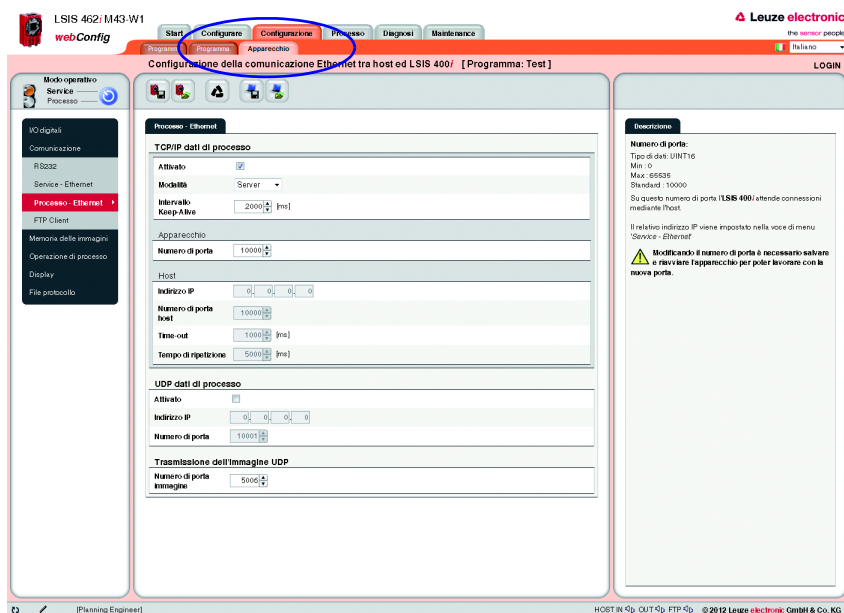 LSIS 462i M43-W1
webConfig
Leuze electronic
the sensor people
Start Configurare Configurazione Processo Diagnosi Maintenance
Programmi Programma Apparecchio
Italiano
Configurazione della comunicazione Ethernet tra host ed LSIS 400i [Programma: Test]
LOGIN
Modo operativo
Service
Processo
I/O digitali
Comunicazione
RS232
Service - Ethernet
Processo - Ethernet
FTP Client
Memoria delle immagini
Operazione di processo
Display
File protocollo
Processo - Ethernet
TCP/IP dati di processo
Attivato
Modalità Server
Intervallo
Keep-Alive 2000 [ms]
Apparecchio
Numero di porta 10000
Host
Indirizzo IP 0. 0. 0. 0
Numero di porta
host 10000
Time-out 1000 [ms]
Tempo di ripetizione 5000 [ms]
UDP dati di processo
Attivato
Indirizzo IP 0. 0. 0. 0
Numero di porta 10001
Trasmissione dell'immagine UDP
Numero di porta
immagine 5006
Descrizione
Numero di porta:
Tipo di dati: UINT16
Min : 0
Max : 65535
Standard : 10000
Su questo numero di porta l'LSIS 400i attende connessioni
mediante l'host.
Il relativo indirizzo IP viene impostato nella voce di menu
'Service - Ethernet'
Modificando il numero di porta è necessario salvare
e riavviare l'apparecchio per poter lavorare con la
nuova porta.
[Planning Engineer]
HOST IN OUT FTP © 2012 Leuze electronic GmbH & Co. KG